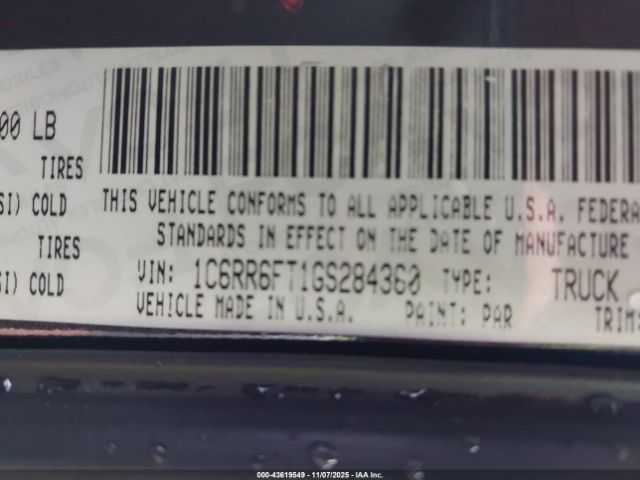 00 LB
TIRES
SI) COLD
TIRES
SI) COLD
THIS VEHICLE CONFORMS TO ALL APPLICABLE U.S.A. FEDERA
STANDARDS IN EFFECT ON THE DATE OF MANUFACTURE
VIN: 1C6RR6FT1GS284360 TYPE: TRUCK
VEHICLE MADE IN U.S.A. PAINT: PAR TRIM:
000-43619549 - 11/07/2025 - IAA Inc.